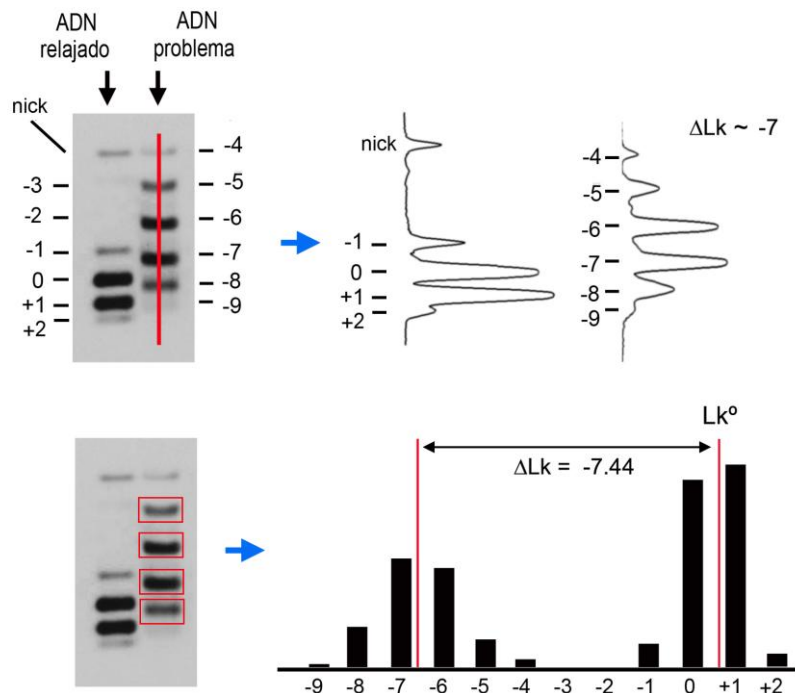 ADN
relajado
ADN
problema
nick
-3
-2
-1
0
+1
+2
-4
-5
-6
-7
-8
-9
nick
-1
0
+1
+2
ΔLk ~ -7
-4
-5
-6
-7
-8
-9
Lkº
ΔLk = -7.44
-9 -8 -7 -6 -5 -4 -3 -2 -1 0 +1 +2